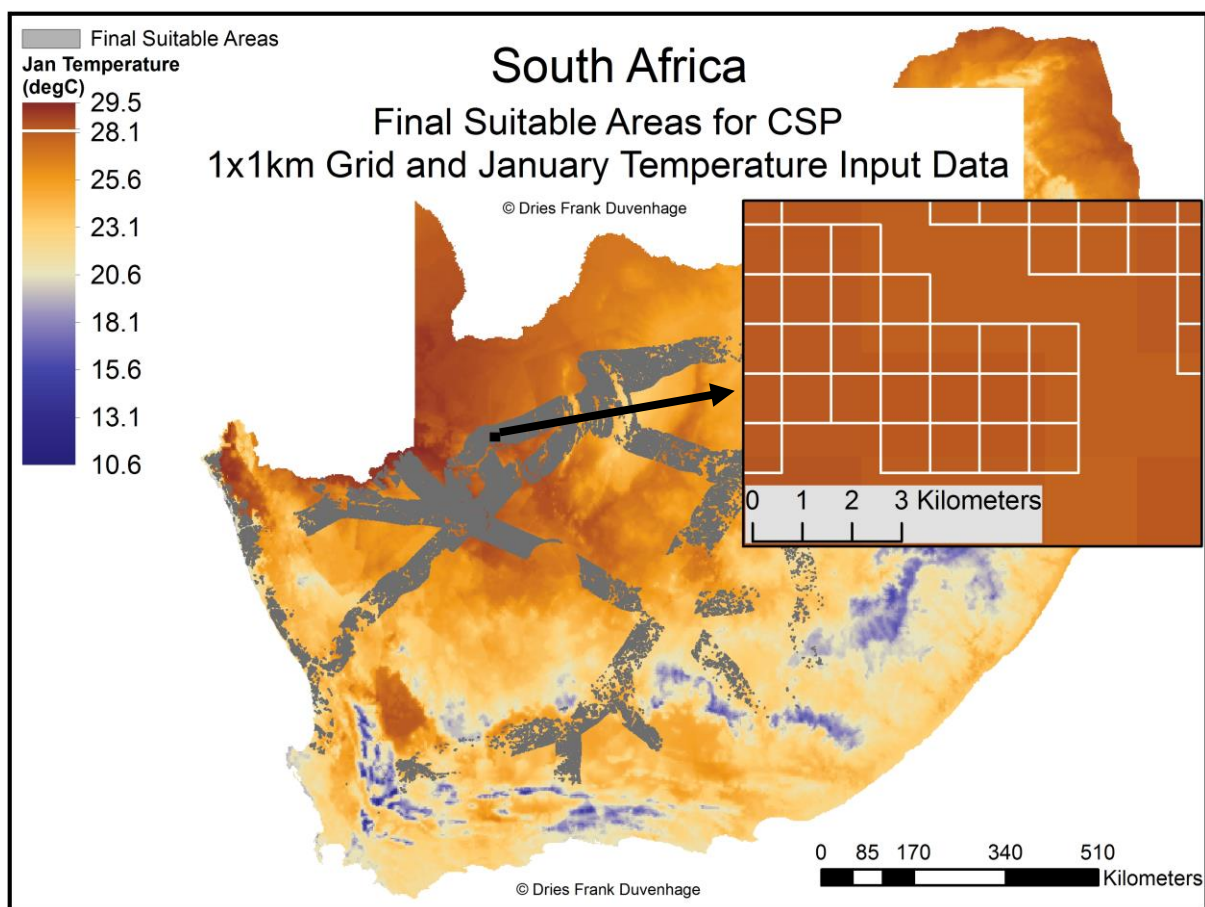 Final Suitable Areas
Jan Temperature
(degC)
29.5
28.1
25.6
23.1
20.6
18.1
15.6
13.1
10.6
South Africa
Final Suitable Areas for CSP
1x1km Grid and January Temperature Input Data
© Dries Frank Duvenhage
0 1 2 3 Kilometers
0 85 170 340 510
Kilometers
© Dries Frank Duvenhage